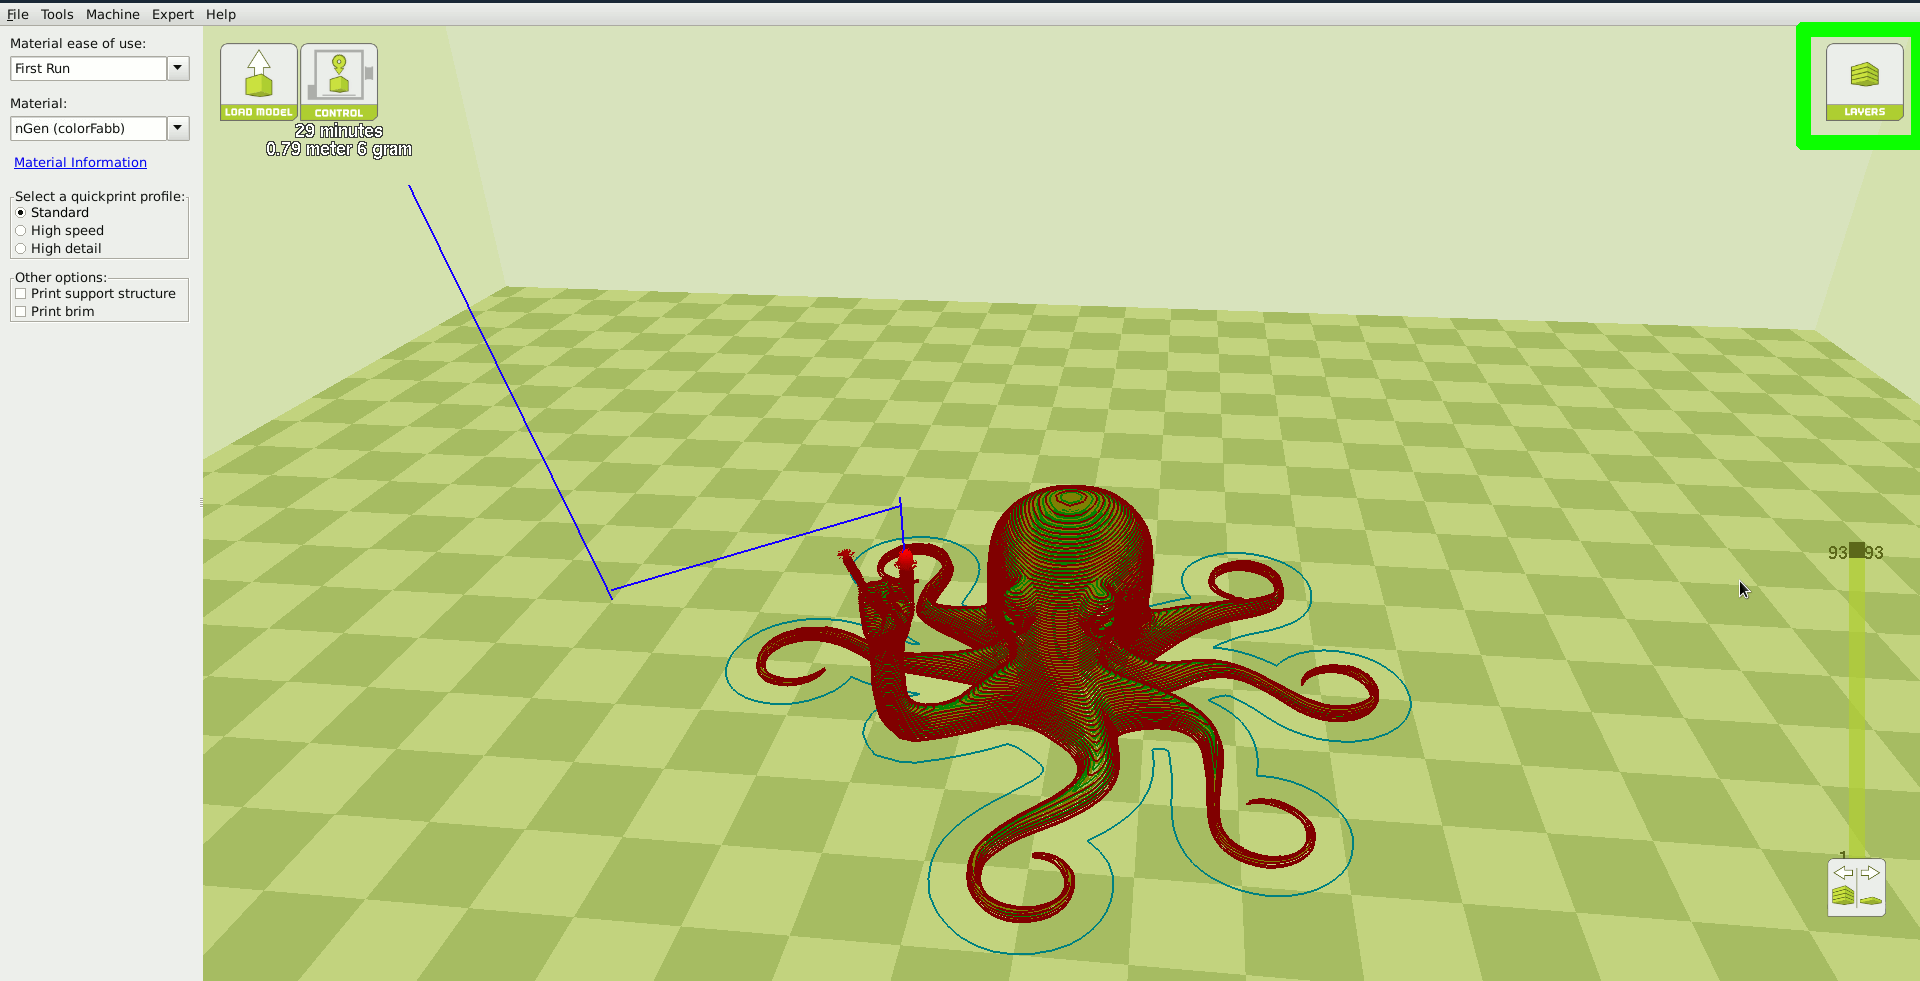 File Tools Machine Expert Help
Material ease of use:
First Run
Material:
nGen (colorFabb)
Material Information
Select a quickprint profile:
Standard
High speed
High detail
Other options:
Print support structure
Print brim
LOAD MODEL
CONTROL
29 minutes
0.79 meter 6 gram
LAYERS
93 93
1